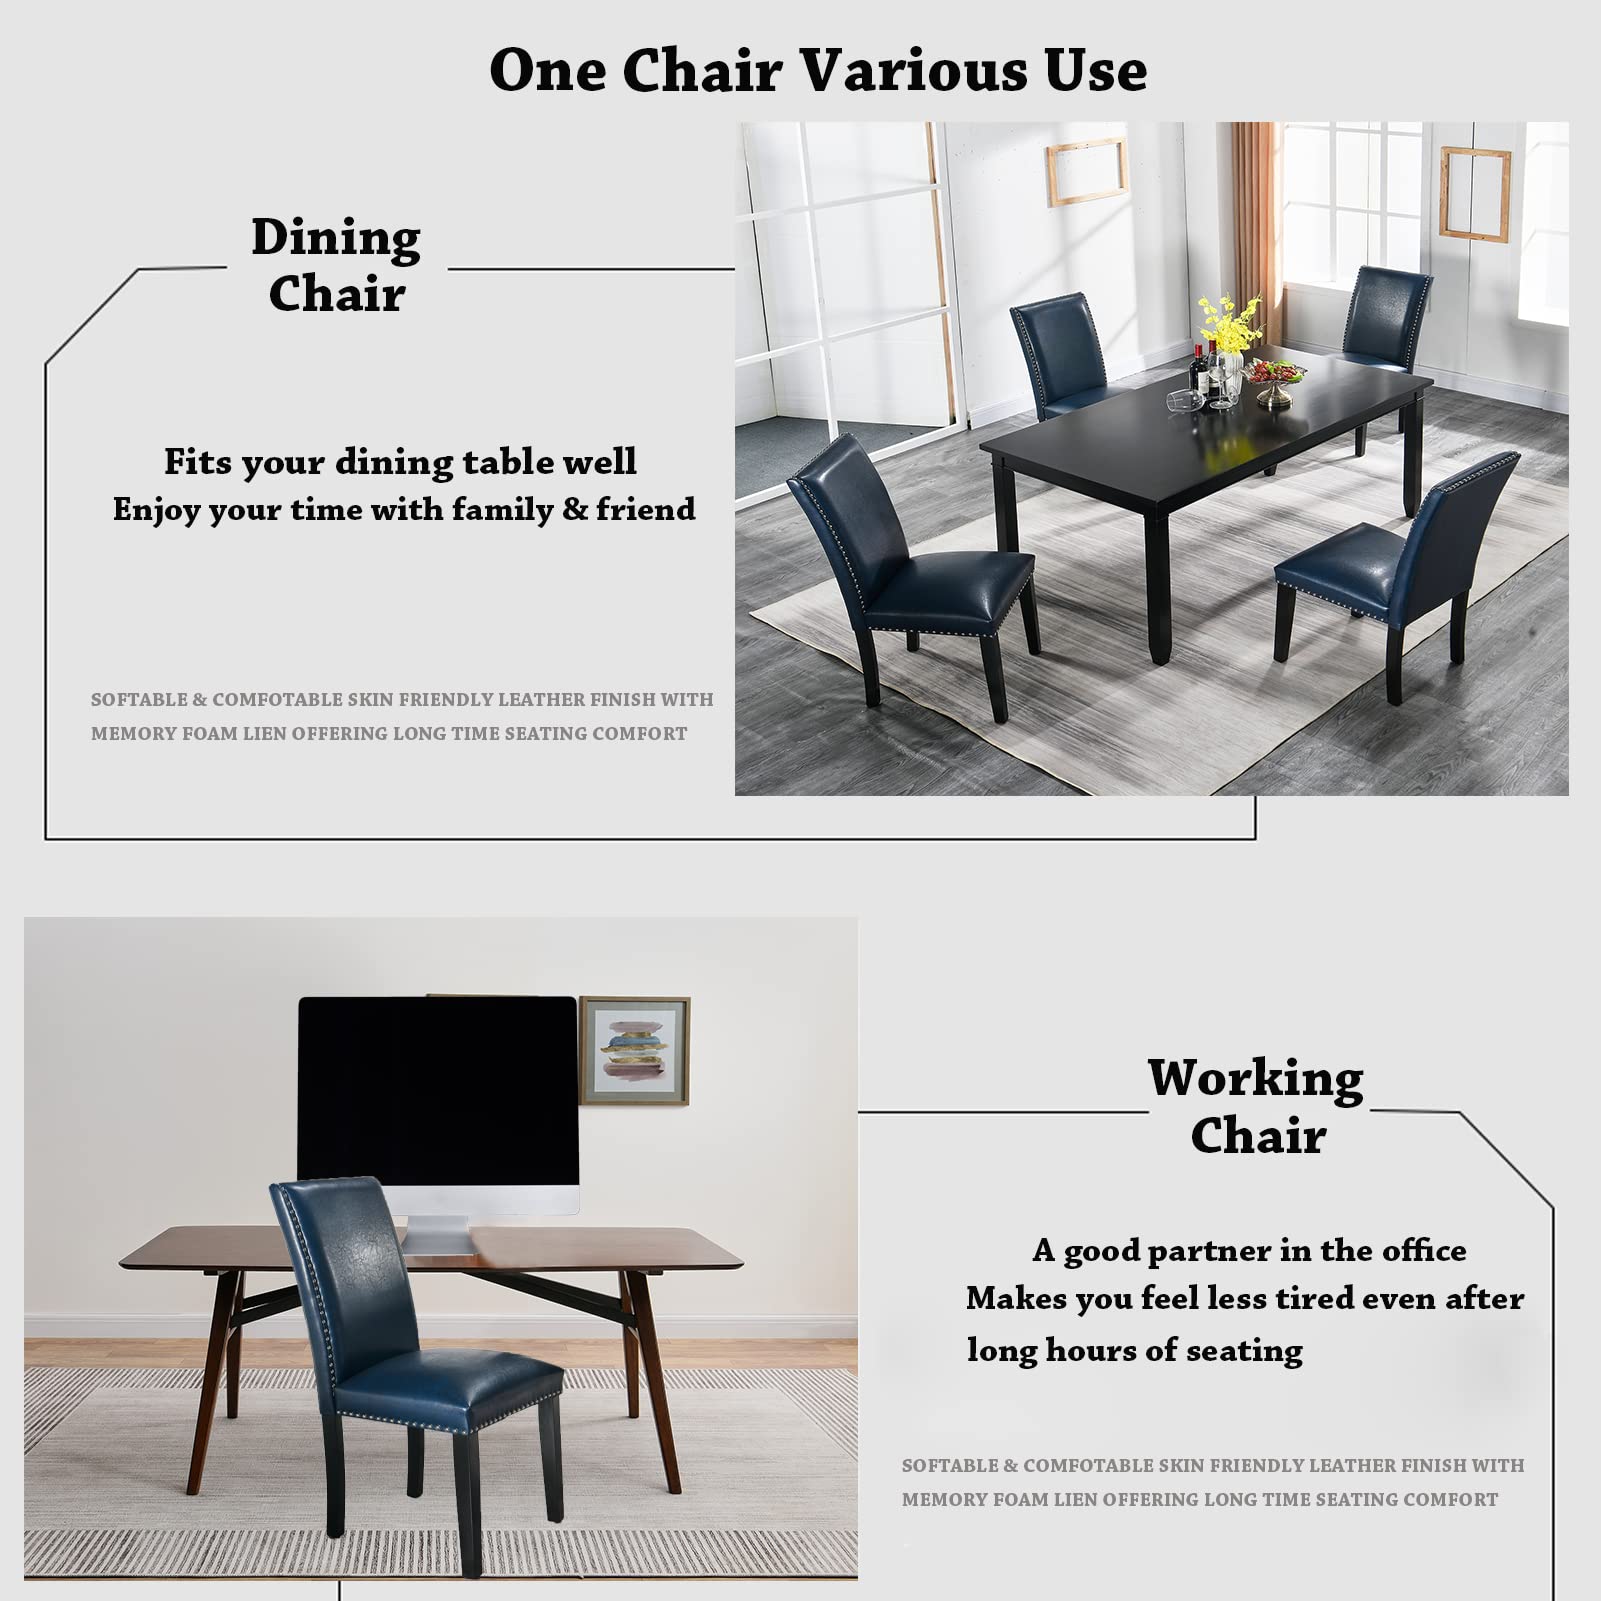 One Chair Various Use
Dining
Chair
Fits your dining table well
Enjoy your time with family & friend
SOFTABLE & COMFOTABLE SKIN FRIENDLY LEATHER FINISH WITH
MEMORY FOAM LIEN OFFERING LONG TIME SEATING COMFORT
Working
Chair
A good partner in the office
Makes you feel less tired even after
long hours of seating
SOFTABLE & COMFOTABLE SKIN FRIENDLY LEATHER FINISH WITH
MEMORY FOAM LIEN OFFERING LONG TIME SEATING COMFORT